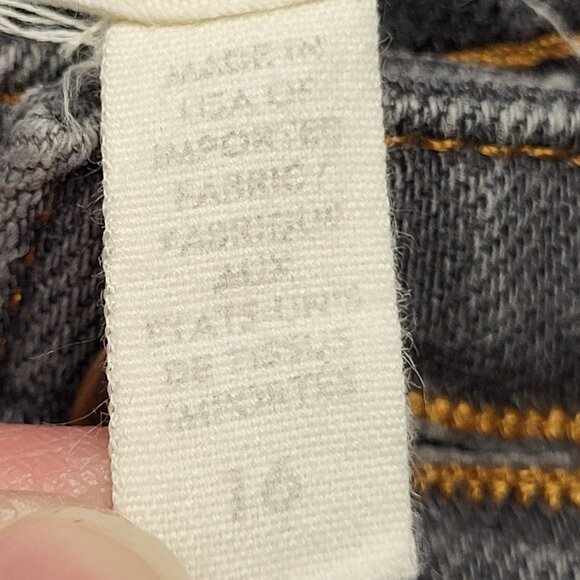 MADE IN
USA OF
IMPORTED
FABRIC /
FABRIQUÉ
AUX
ÉTATS-UNIS
DE TISSUS
IMPORTÉS
16